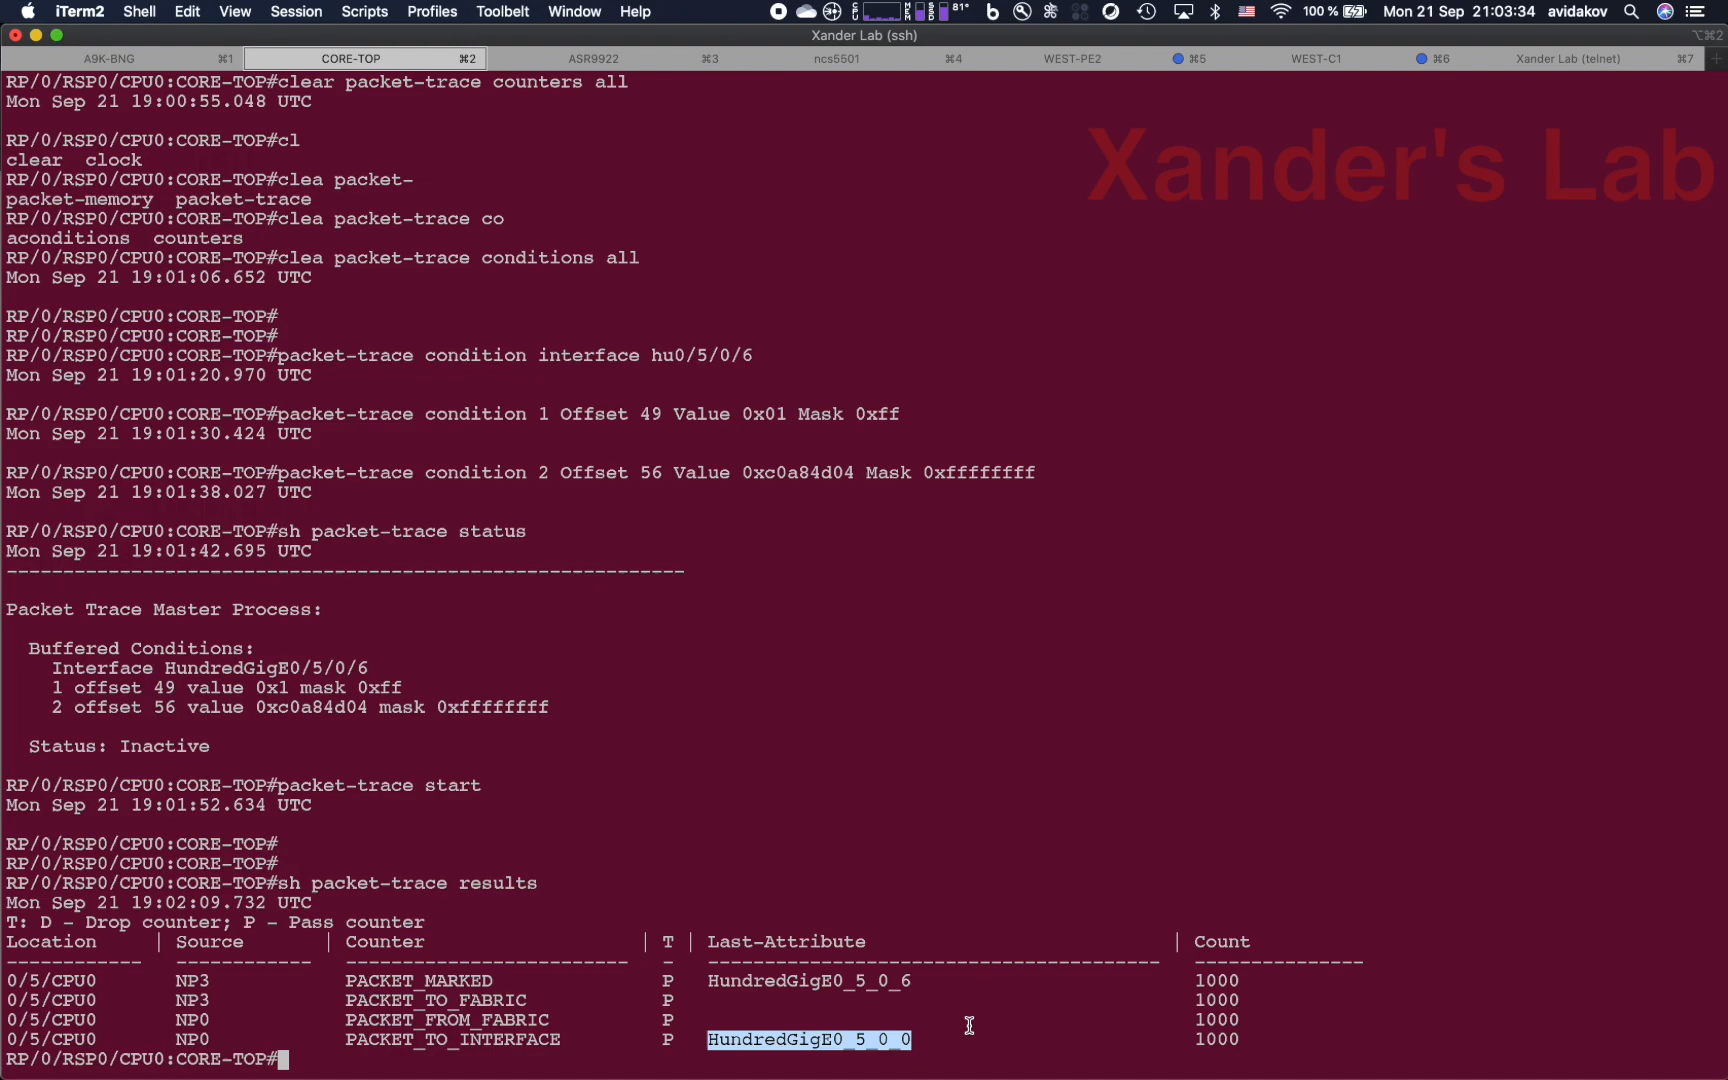 iTerm2 Shell Edit View Session Scripts Profiles Toolbelt Window Help 81° 100 % Mon 21 Sep 21:03:34 avidakov
Xander Lab (ssh) ⌥⌘2
A9K-BNG ⌘1 CORE-TOP ⌘2 ASR9922 ⌘3 ncs5501 ⌘4 WEST-PE2 ⌘5 WEST-C1 ⌘6 Xander Lab (telnet) ⌘7
RP/0/RSP0/CPU0:CORE-TOP#clear packet-trace counters all
Mon Sep 21 19:00:55.048 UTC
Xander's Lab
RP/0/RSP0/CPU0:CORE-TOP#cl
clear clock
RP/0/RSP0/CPU0:CORE-TOP#clea packet-
packet-memory packet-trace
RP/0/RSP0/CPU0:CORE-TOP#clea packet-trace co
aconditions counters
RP/0/RSP0/CPU0:CORE-TOP#clea packet-trace conditions all
Mon Sep 21 19:01:06.652 UTC
RP/0/RSP0/CPU0:CORE-TOP#
RP/0/RSP0/CPU0:CORE-TOP#
RP/0/RSP0/CPU0:CORE-TOP#packet-trace condition interface hu0/5/0/6
Mon Sep 21 19:01:20.970 UTC
RP/0/RSP0/CPU0:CORE-TOP#packet-trace condition 1 Offset 49 Value 0x01 Mask 0xff
Mon Sep 21 19:01:30.424 UTC
RP/0/RSP0/CPU0:CORE-TOP#packet-trace condition 2 Offset 56 Value 0xc0a84d04 Mask 0xffffffff
Mon Sep 21 19:01:38.027 UTC
RP/0/RSP0/CPU0:CORE-TOP#sh packet-trace status
Mon Sep 21 19:01:42.695 UTC
------------------------------------------------------------
Packet Trace Master Process:
Buffered Conditions:
Interface HundredGigE0/5/0/6
1 offset 49 value 0x1 mask 0xff
2 offset 56 value 0xc0a84d04 mask 0xffffffff
Status: Inactive
RP/0/RSP0/CPU0:CORE-TOP#packet-trace start
Mon Sep 21 19:01:52.634 UTC
RP/0/RSP0/CPU0:CORE-TOP#
RP/0/RSP0/CPU0:CORE-TOP#
RP/0/RSP0/CPU0:CORE-TOP#sh packet-trace results
Mon Sep 21 19:02:09.732 UTC
T: D - Drop counter; P - Pass counter
Location | Source | Counter | T | Last-Attribute | Count
------------ ------------ ------------------------- - ---------------------------------------- ---------------
0/5/CPU0 NP3 PACKET_MARKED P HundredGigE0_5_0_6 1000
0/5/CPU0 NP3 PACKET_TO_FABRIC P 1000
0/5/CPU0 NP0 PACKET_FROM_FABRIC P 1000
0/5/CPU0 NP0 PACKET_TO_INTERFACE P HundredGigE0_5_0_0 1000
RP/0/RSP0/CPU0:CORE-TOP#